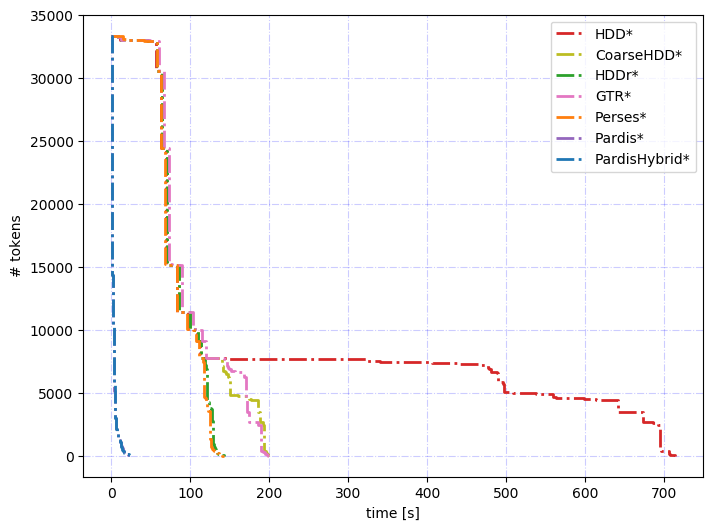 35000
30000
25000
20000
15000
10000
5000
0
# tokens
HDD*
CoarseHDD*
HDDr*
GTR*
Perses*
Pardis*
PardisHybrid*
0 100 200 300 400 500 600 700
time [s]